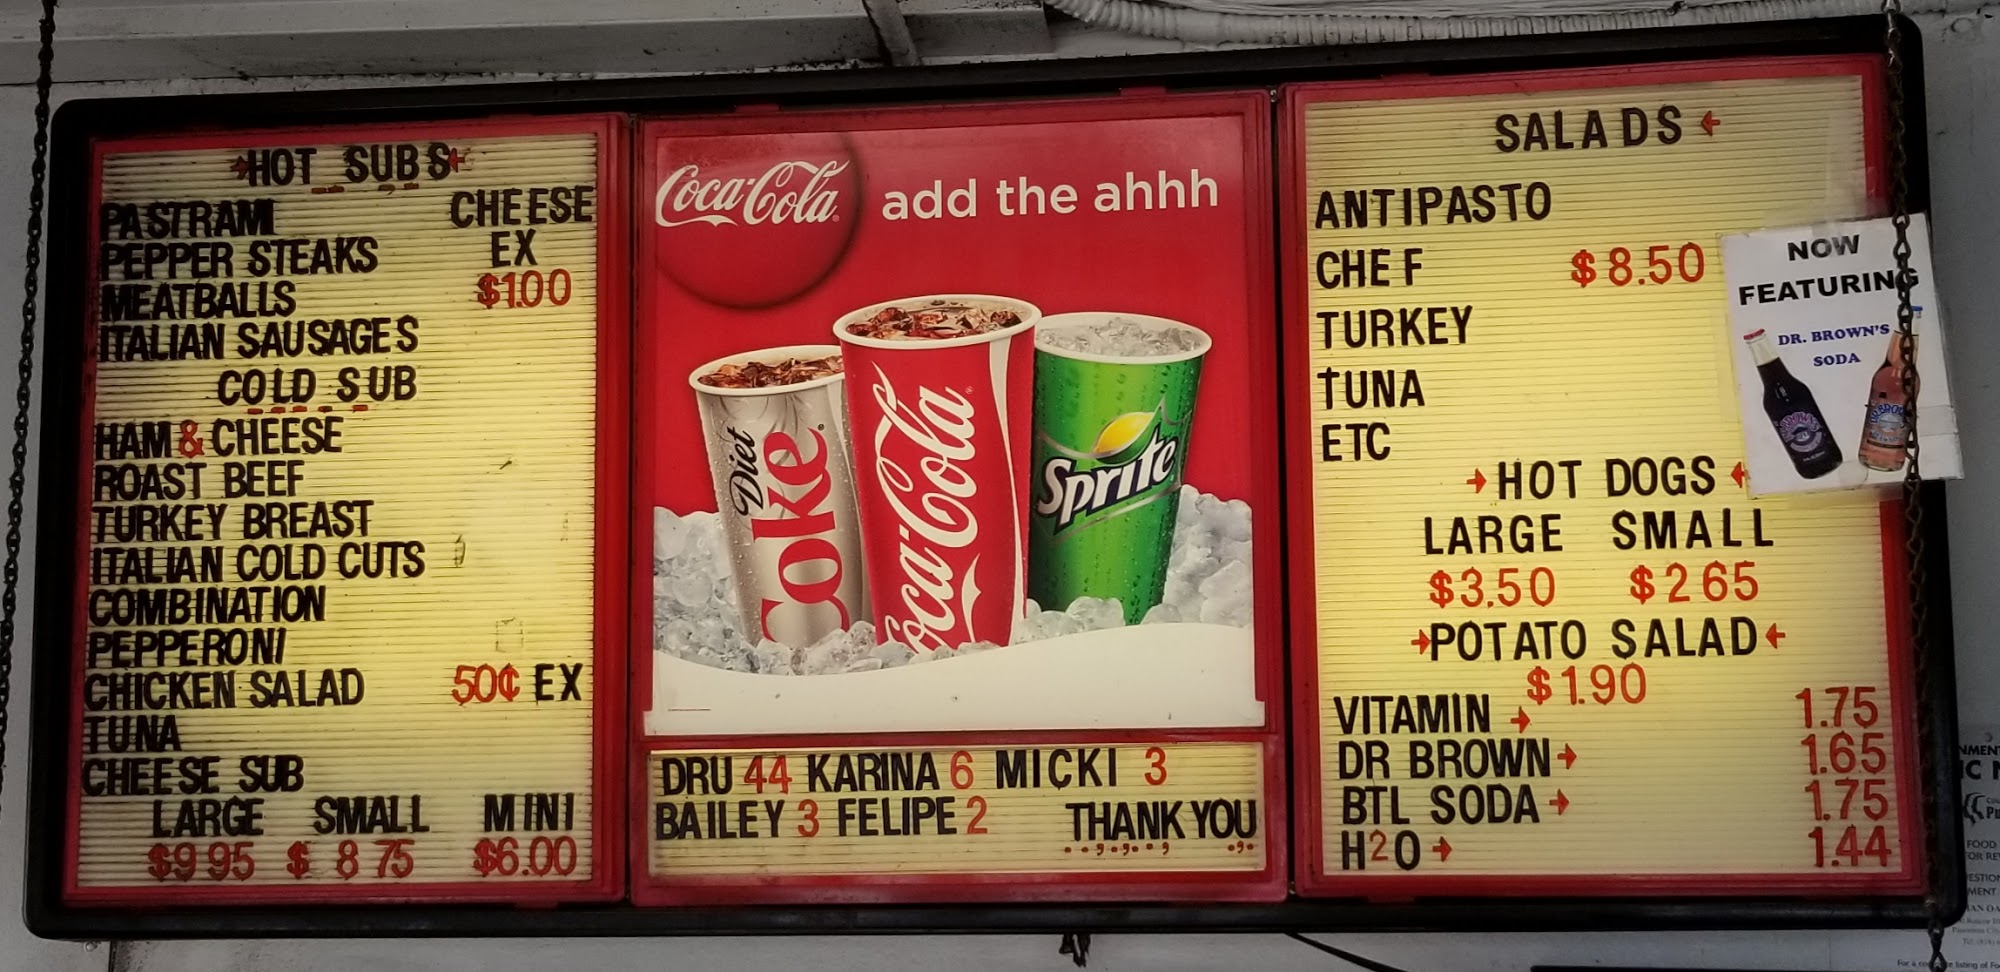 HOT SUBS
PASTRAMI CHEESE
PEPPER STEAKS EX
MEATBALLS $1.00
ITALIAN SAUSAGES
COLD SUB
HAM & CHEESE
ROAST BEEF
TURKEY BREAST
ITALIAN COLD CUTS
COMBINATION
PEPPERONI
CHICKEN SALAD 50¢ EX
TUNA
CHEESE SUB
LARGE SMALL MINI
$9 95 $ 8 75 $6.00
Coca-Cola add the ahhh
Diet Coke
Coca-Cola
Sprite
DRU 44 KARINA 6 MICKI 3
BAILEY 3 FELIPE 2 THANK YOU
SALADS ←
ANTIPASTO
CHEF $8.50
TURKEY
TUNA
ETC
→ HOT DOGS ←
LARGE SMALL
$3.50 $2 65
→ POTATO SALAD ←
$1.90
VITAMIN → 1.75
DR BROWN → 1.65
BTL SODA → 1.75
H2O → 1.44
NOW
FEATURING
DR. BROWN'S
SODA